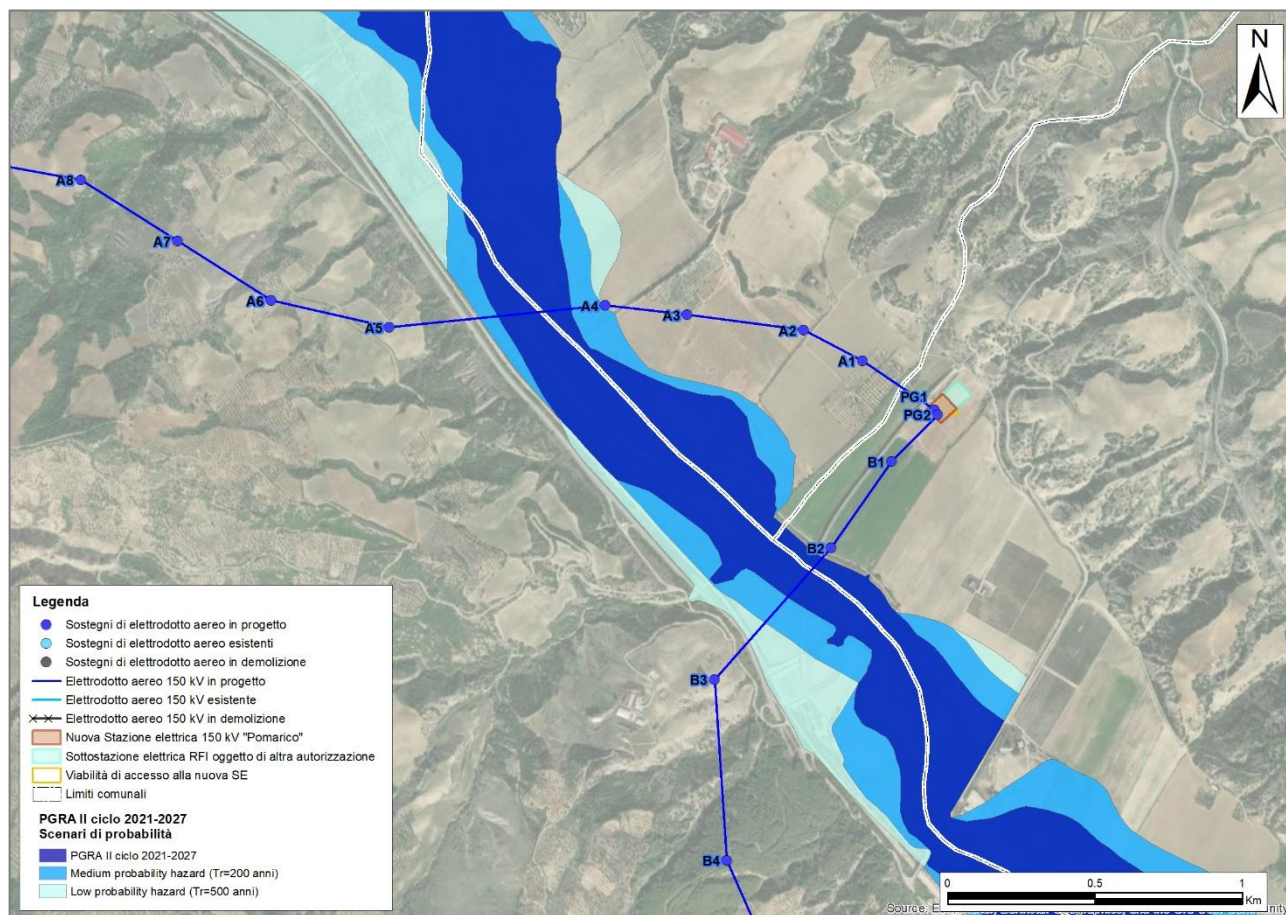 N
A8
A7
A6
A5
A4
A3
A2
A1
PG1
PG2
B1
B2
B3
B4
Legenda
Sostegni di elettrodotto aereo in progetto
Sostegni di elettrodotto aereo esistenti
Sostegni di elettrodotto aereo in demolizione
Elettrodotto aereo 150 kV in progetto
Elettrodotto aereo 150 kV esistente
Elettrodotto aereo 150 kV in demolizione
Nuova Stazione elettrica 150 kV "Pomarico"
Sottostazione elettrica RFI oggetto di altra autorizzazione
Viabilità di accesso alla nuova SE
Limiti comunali
PGRA II ciclo 2021-2027
Scenari di probabilità
PGRA II ciclo 2021-2027
Medium probability hazard (Tr=200 anni)
Low probability hazard (Tr=500 anni)
0 0.5 1
Km
Source: